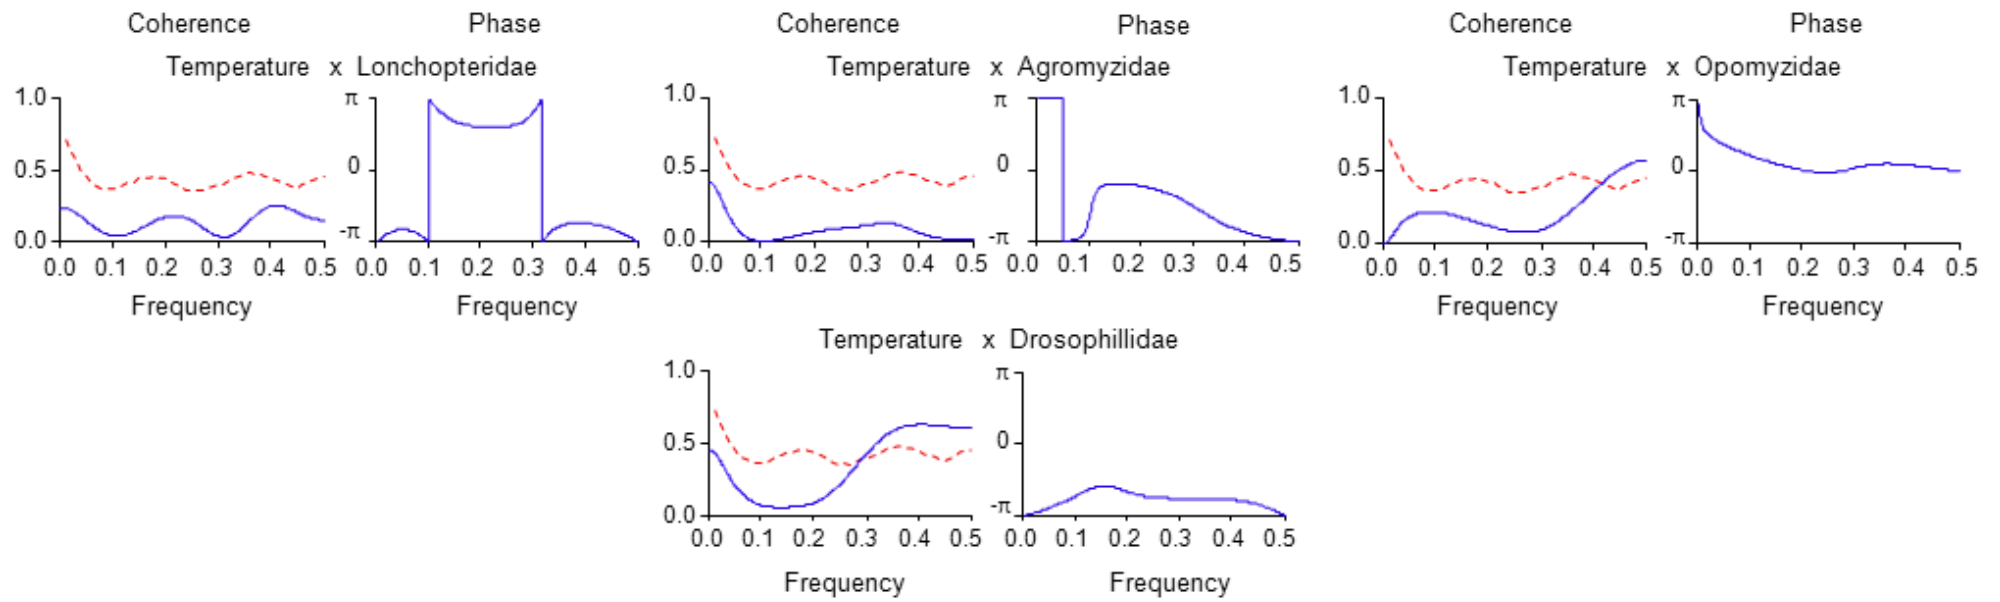 Coherence Phase Coherence Phase Coherence Phase
Temperature x Lonchopteridae Temperature x Agromyzidae Temperature x Opomyzidae
1.0 π 1.0 π 1.0 π
0.5 0 0.5 0 0.5 0
0.0 -π 0.0 -π 0.0 -π
0.0 0.1 0.2 0.3 0.4 0.5 0.0 0.1 0.2 0.3 0.4 0.5 0.0 0.1 0.2 0.3 0.4 0.5 0.0 0.1 0.2 0.3 0.4 0.5 0.0 0.1 0.2 0.3 0.4 0.5 0.0 0.1 0.2 0.3 0.4 0.5
Frequency Frequency Frequency Frequency
Temperature x Drosophillidae
1.0 π
0.5 0
0.0 -π
0.0 0.1 0.2 0.3 0.4 0.5 0.0 0.1 0.2 0.3 0.4 0.5
Frequency Frequency